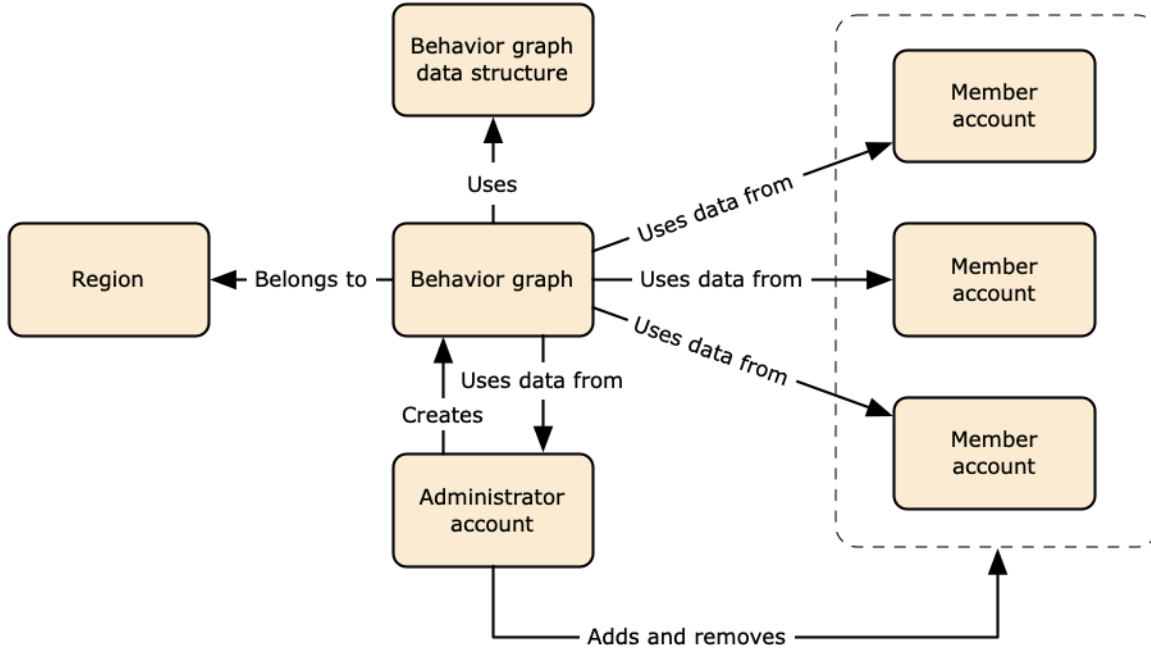 Behavior graph
data structure
Member
account
Uses
Uses data from
Region
Belongs to
Behavior graph
Uses data from
Member
account
Uses data from
Uses data from
Creates
Member
account
Administrator
account
Adds and removes